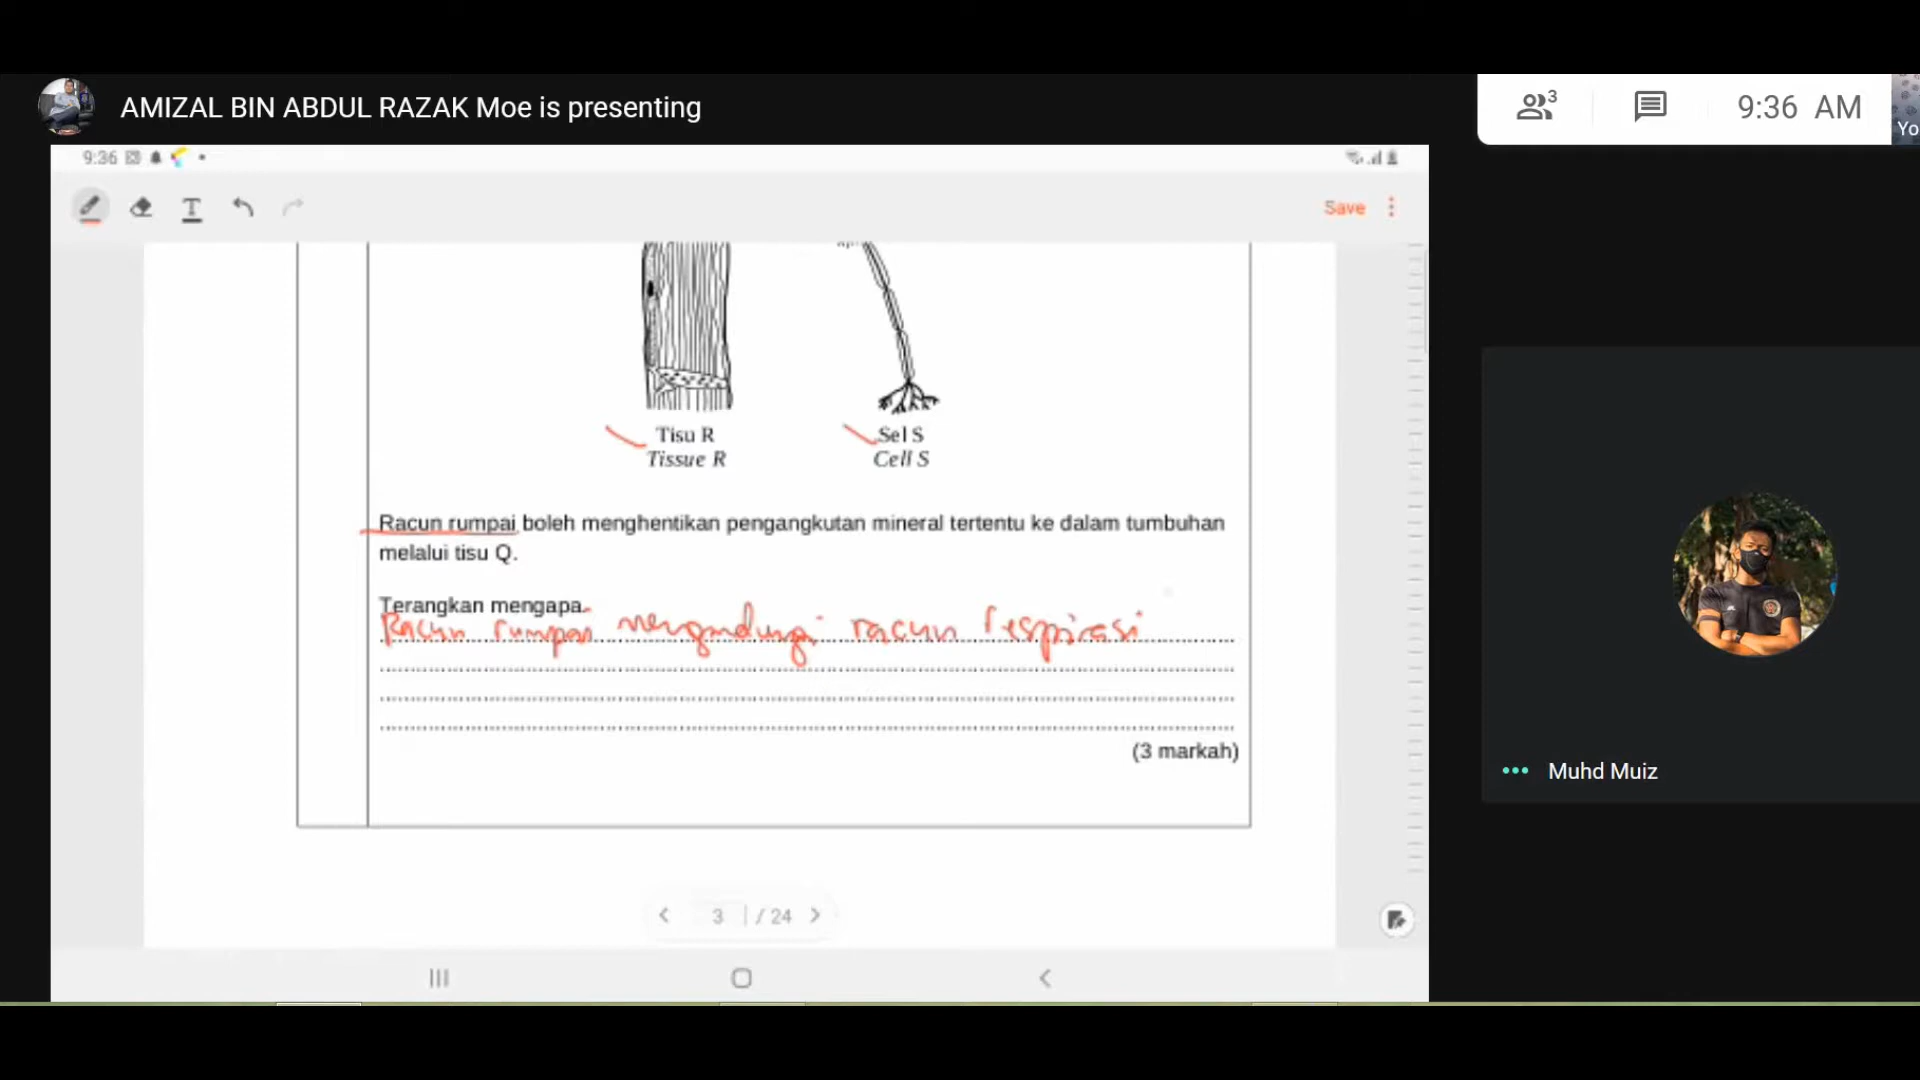 AMIZAL BIN ABDUL RAZAK Moe is presenting
3
9:36 AM
Yo
9:36
T
Save
Tisu R
Tissue R
Sel S
Cell S
Racun rumpai boleh menghentikan pengangkutan mineral tertentu ke dalam tumbuhan
melalui tisu Q.
Terangkan mengapa.
Racun rumpai mengandungi racun respirasi
(3 markah)
3 / 24
Muhd Muiz